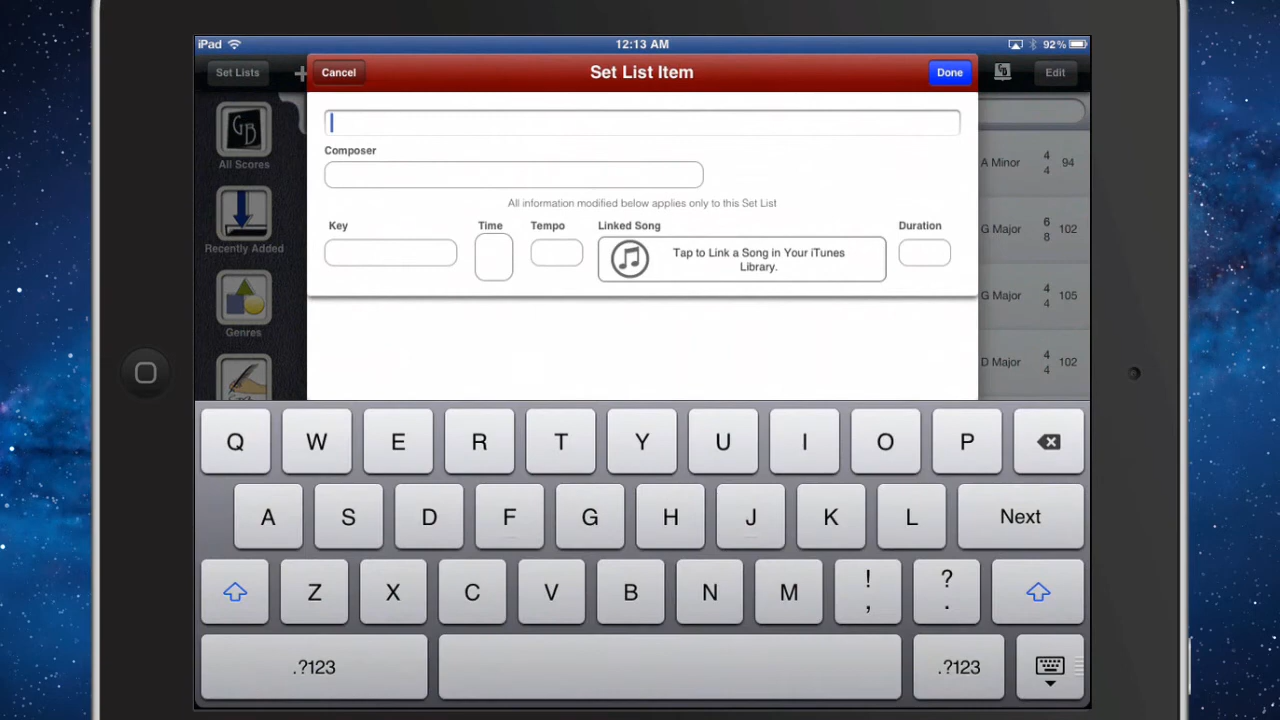 iPad 12:13 AM 92%
Set Lists + Cancel Set List Item Done Edit
GB
All Scores
Recently Added
Genres
Composer
All information modified below applies only to this Set List
Key Time Tempo Linked Song Duration
Tap to Link a Song in Your iTunes
Library.
A Minor 4 4 94
G Major 6 8 102
G Major 4 4 105
D Major 4 4 102
Q W E R T Y U I O P
A S D F G H J K L Next
Z X C V B N M ! , ? .
.?123 .?123